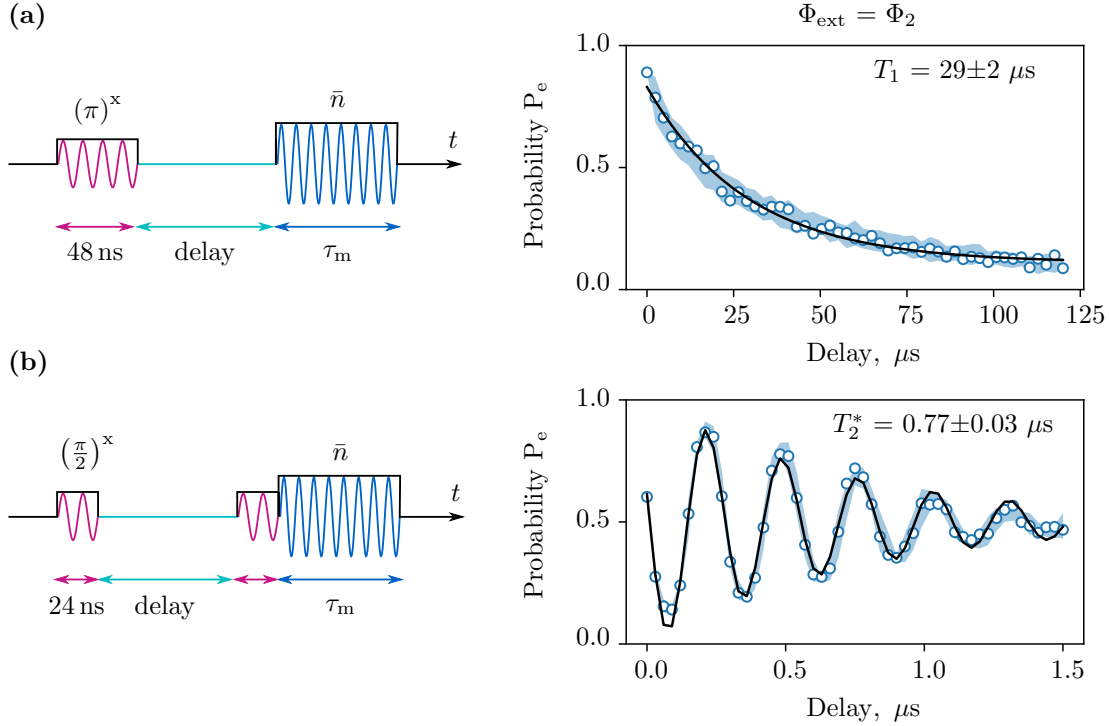 (a)
(π)ˣ
n̄
t
48 ns
delay
τₘ
Φ_ext = Φ₂
T₁ = 29±2 μs
Probability Pₑ
1.0
0.5
0.0
0
25
50
75
100
125
Delay, μs
(b)
(π/2)ˣ
n̄
t
24 ns
delay
τₘ
T₂* = 0.77±0.03 μs
Probability Pₑ
1.0
0.5
0.0
0.0
0.5
1.0
1.5
Delay, μs